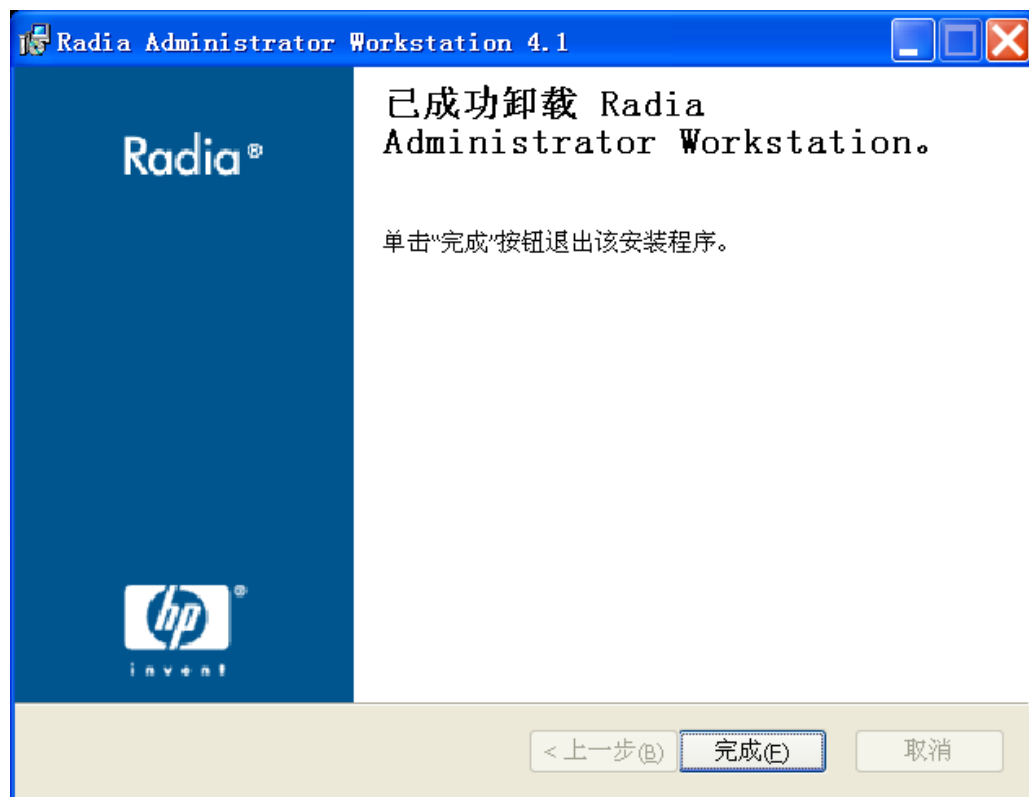 Radia Administrator Workstation 4.1
Radia®
已成功卸载 Radia
Administrator Workstation。
单击“完成”按钮退出该安装程序。
hp®
invent
<上一步(B)
完成(F)
取消